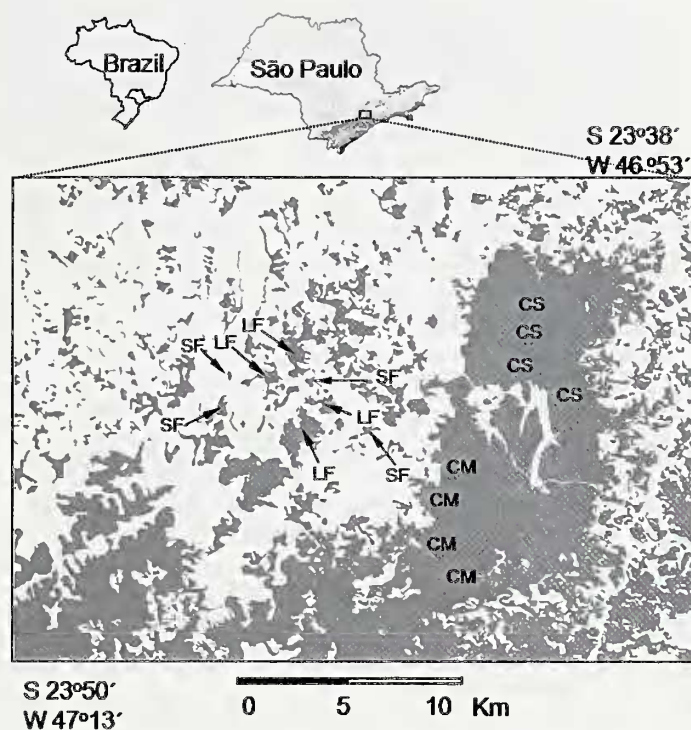 Brazil
São Paulo
S 23º38´
W 46º53´
CS
CS
CS
CS
LF
LF
SF
SF
SF
LF
LF
SF
CM
CM
CM
CM
S 23º50´
W 47º13´
0 5 10 Km